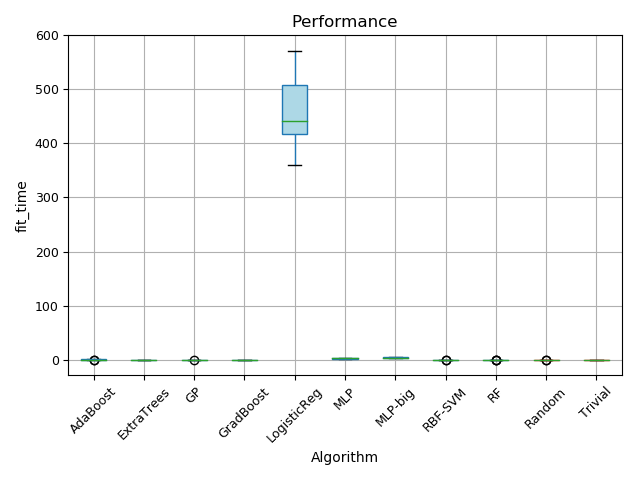 Performance
600
500
400
300
200
100
0
fit_time
AdaBoost
ExtraTrees
GP
GradBoost
LogisticReg
MLP
MLP-big
RBF-SVM
RF
Random
Trivial
Algorithm